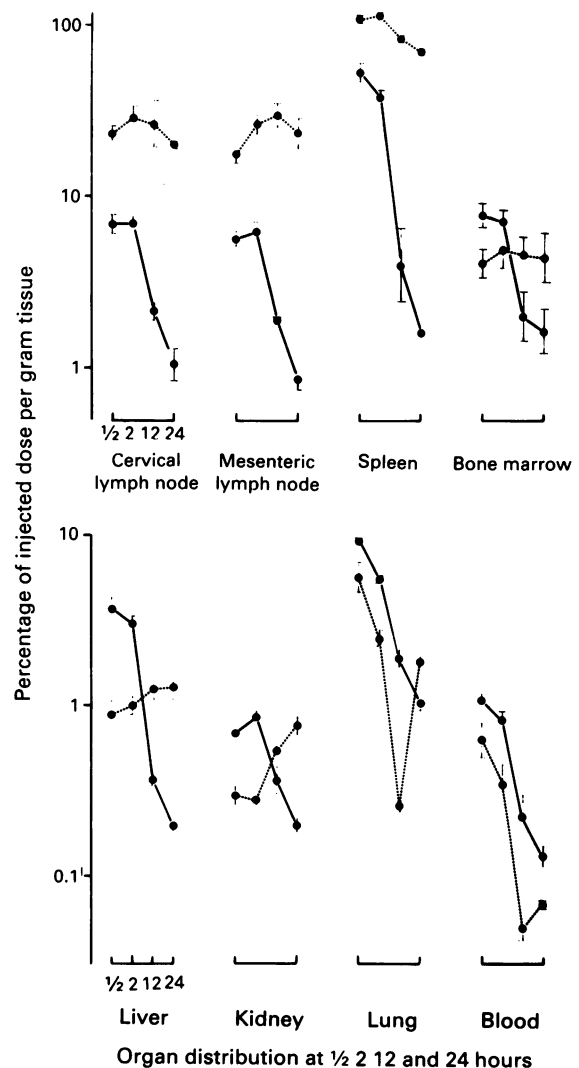 Percentage of injected dose per gram tissue
100
10
1
½ 2 12 24
Cervical
lymph node
Mesenteric
lymph node
Spleen
Bone marrow
10
1
0.1
½ 2 12 24
Liver
Kidney
Lung
Blood
Organ distribution at ½ 2 12 and 24 hours